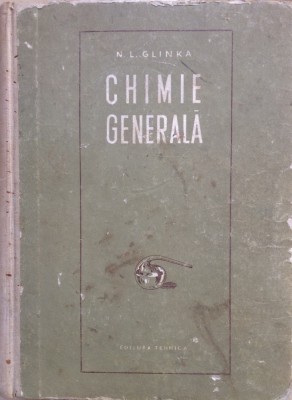 N. L. GLINKA
CHIMIE
GENERALĂ
EDITURA TEHNICĂ